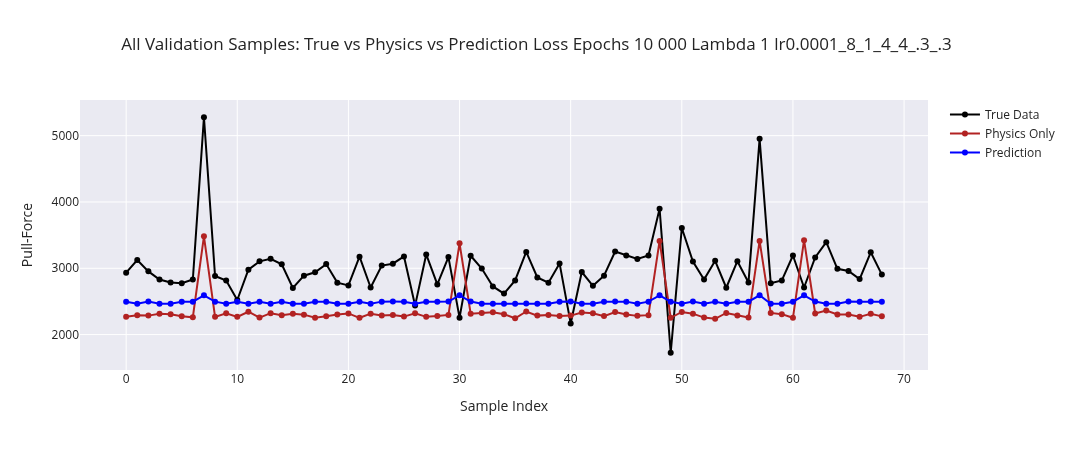 All Validation Samples: True vs Physics vs Prediction Loss Epochs 10 000 Lambda 1 lr0.0001_8_1_4_4_.3_.3
True Data
Physics Only
Prediction
Pull-Force
5000
4000
3000
2000
0 10 20 30 40 50 60 70
Sample Index